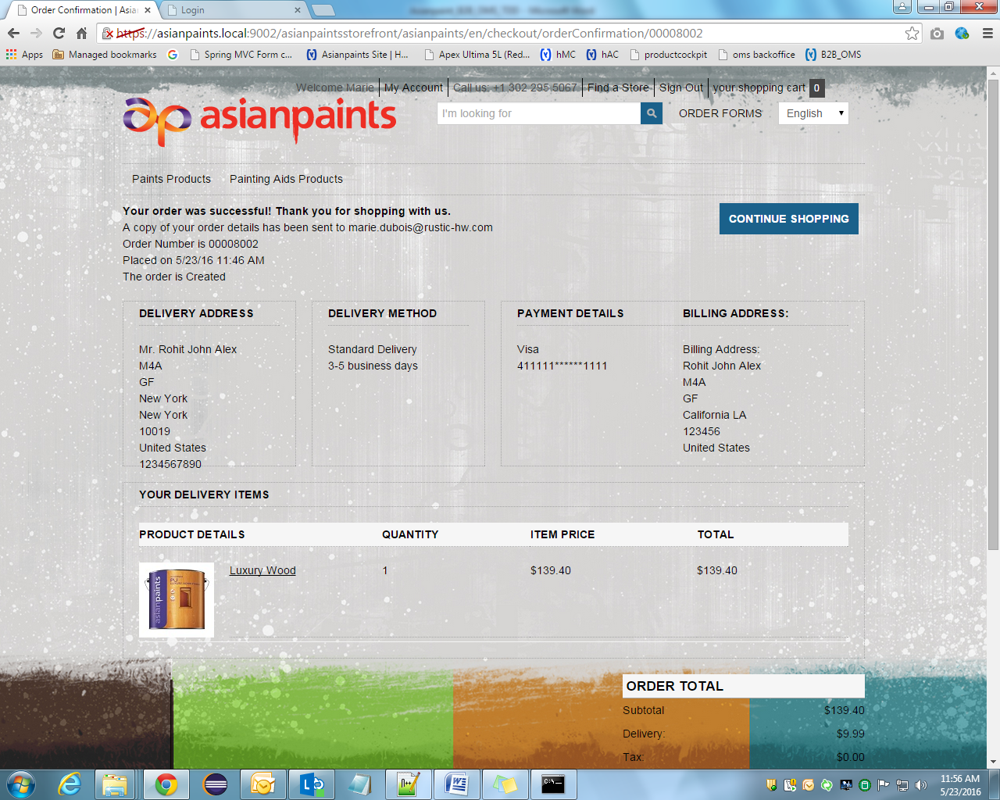 Order Confirmation | Asia
Login
https://asianpaints.local:9002/asianpaintsstorefront/asianpaints/en/checkout/orderConfirmation/00008002
Apps
Managed bookmarks
Spring MVC Form c...
Asianpaints Site | H...
Apex Ultima 5L (Red...
hMC
hAC
productcockpit
oms backoffice
B2B_OMS
Welcome Marie
My Account
Call us: +1 302 295 5067
Find a Store
Sign Out
your shopping cart 0
asianpaints
I'm looking for
ORDER FORMS
English
Paints Products
Painting Aids Products
Your order was successful! Thank you for shopping with us.
CONTINUE SHOPPING
A copy of your order details has been sent to marie.dubois@rustic-hw.com
Order Number is 00008002
Placed on 5/23/16 11:46 AM
The order is Created
DELIVERY ADDRESS
Mr. Rohit John Alex
M4A
GF
New York
New York
10019
United States
1234567890
DELIVERY METHOD
Standard Delivery
3-5 business days
PAYMENT DETAILS
Visa
411111******1111
BILLING ADDRESS:
Billing Address:
Rohit John Alex
M4A
GF
California LA
123456
United States
YOUR DELIVERY ITEMS
PRODUCT DETAILS QUANTITY ITEM PRICE TOTAL
asianpaints
PU
Luxury Wood 1 $139.40 $139.40
ORDER TOTAL
Subtotal $139.40
Delivery: $9.99
Tax: $0.00
11:56 AM
5/23/2016